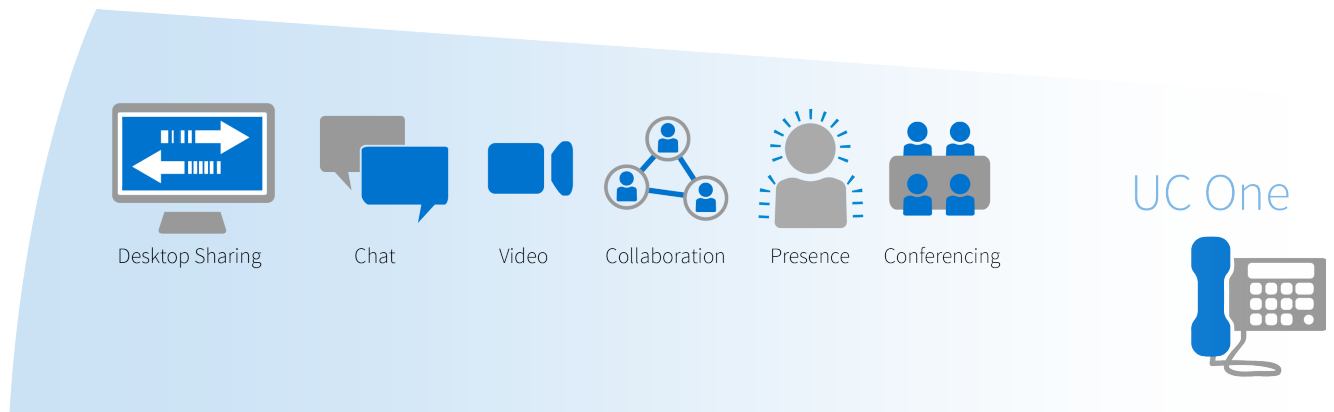 UC One
Desktop Sharing
Chat
Video
Collaboration
Presence
Conferencing